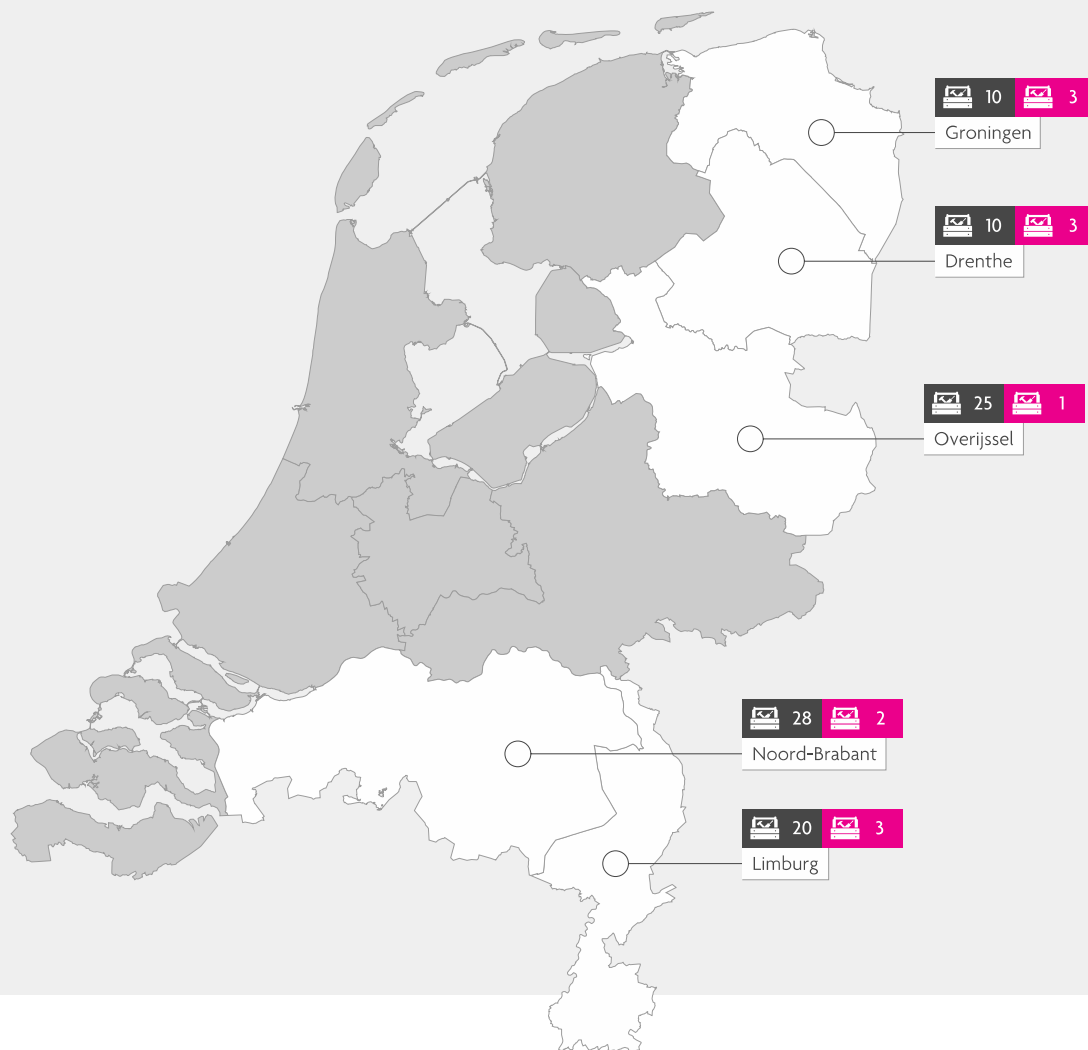 10 3
Groningen
10 3
Drenthe
25 1
Overijssel
28 2
Noord-Brabant
20 3
Limburg